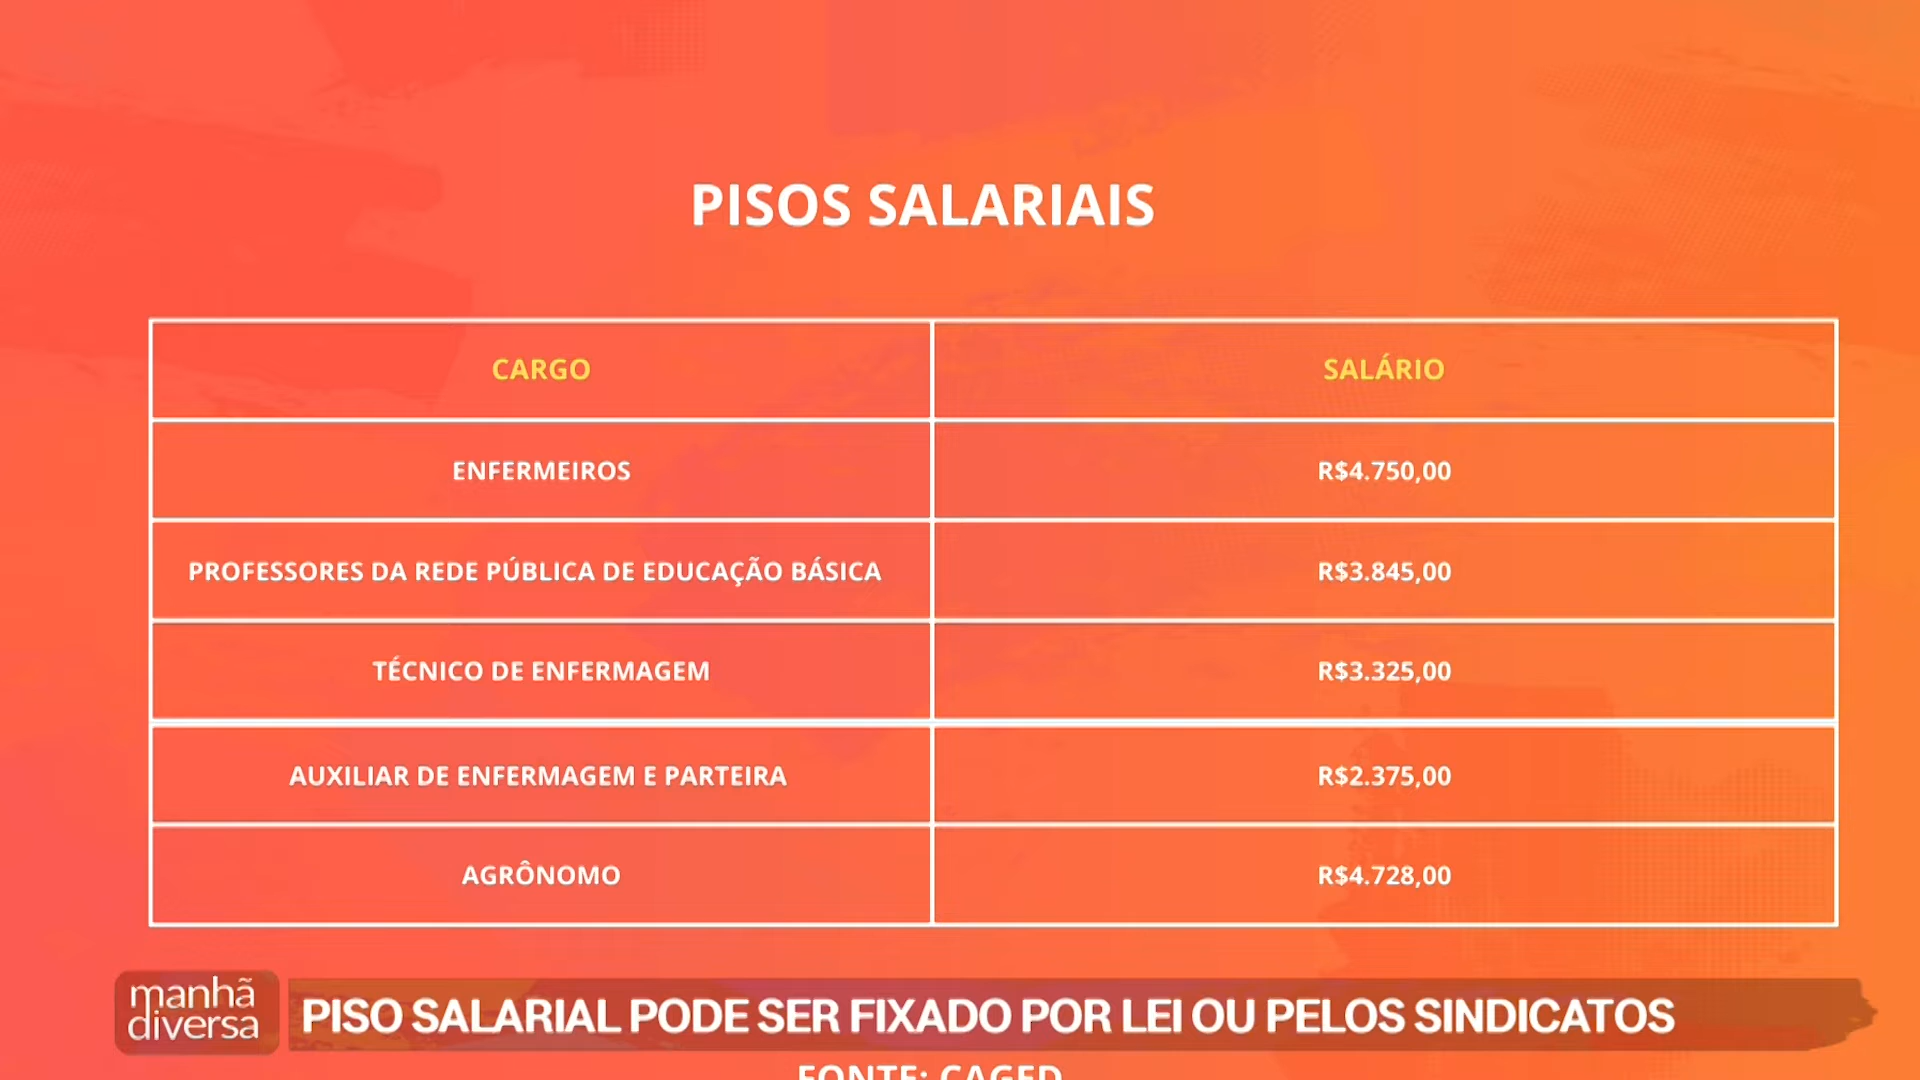 PISOS SALARIAIS
CARGO SALÁRIO
ENFERMEIROS R$4.750,00
PROFESSORES DA REDE PÚBLICA DE EDUCAÇÃO BÁSICA R$3.845,00
TÉCNICO DE ENFERMAGEM R$3.325,00
AUXILIAR DE ENFERMAGEM E PARTEIRA R$2.375,00
AGRÔNOMO R$4.728,00
manhã
diversa
PISO SALARIAL PODE SER FIXADO POR LEI OU PELOS SINDICATOS
FONTE: CAGED